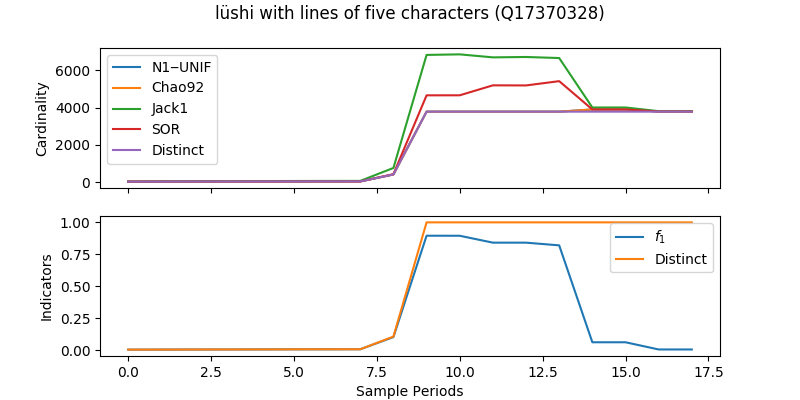 lüshi with lines of five characters (Q17370328)
Cardinality
6000
4000
2000
0
N1−UNIF
Chao92
Jack1
SOR
Distinct
Indicators
1.00
0.75
0.50
0.25
0.00
f1
Distinct
0.0 2.5 5.0 7.5 10.0 12.5 15.0 17.5
Sample Periods